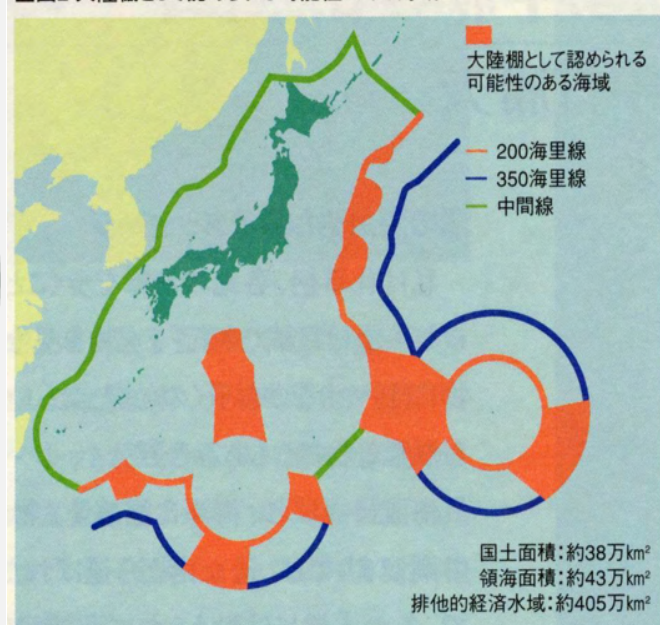 大陸棚として認められる
可能性のある海域
200海里線
350海里線
中間線
国土面積：約38万km²
領海面積：約43万km²
排他的経済水域：約405万km²